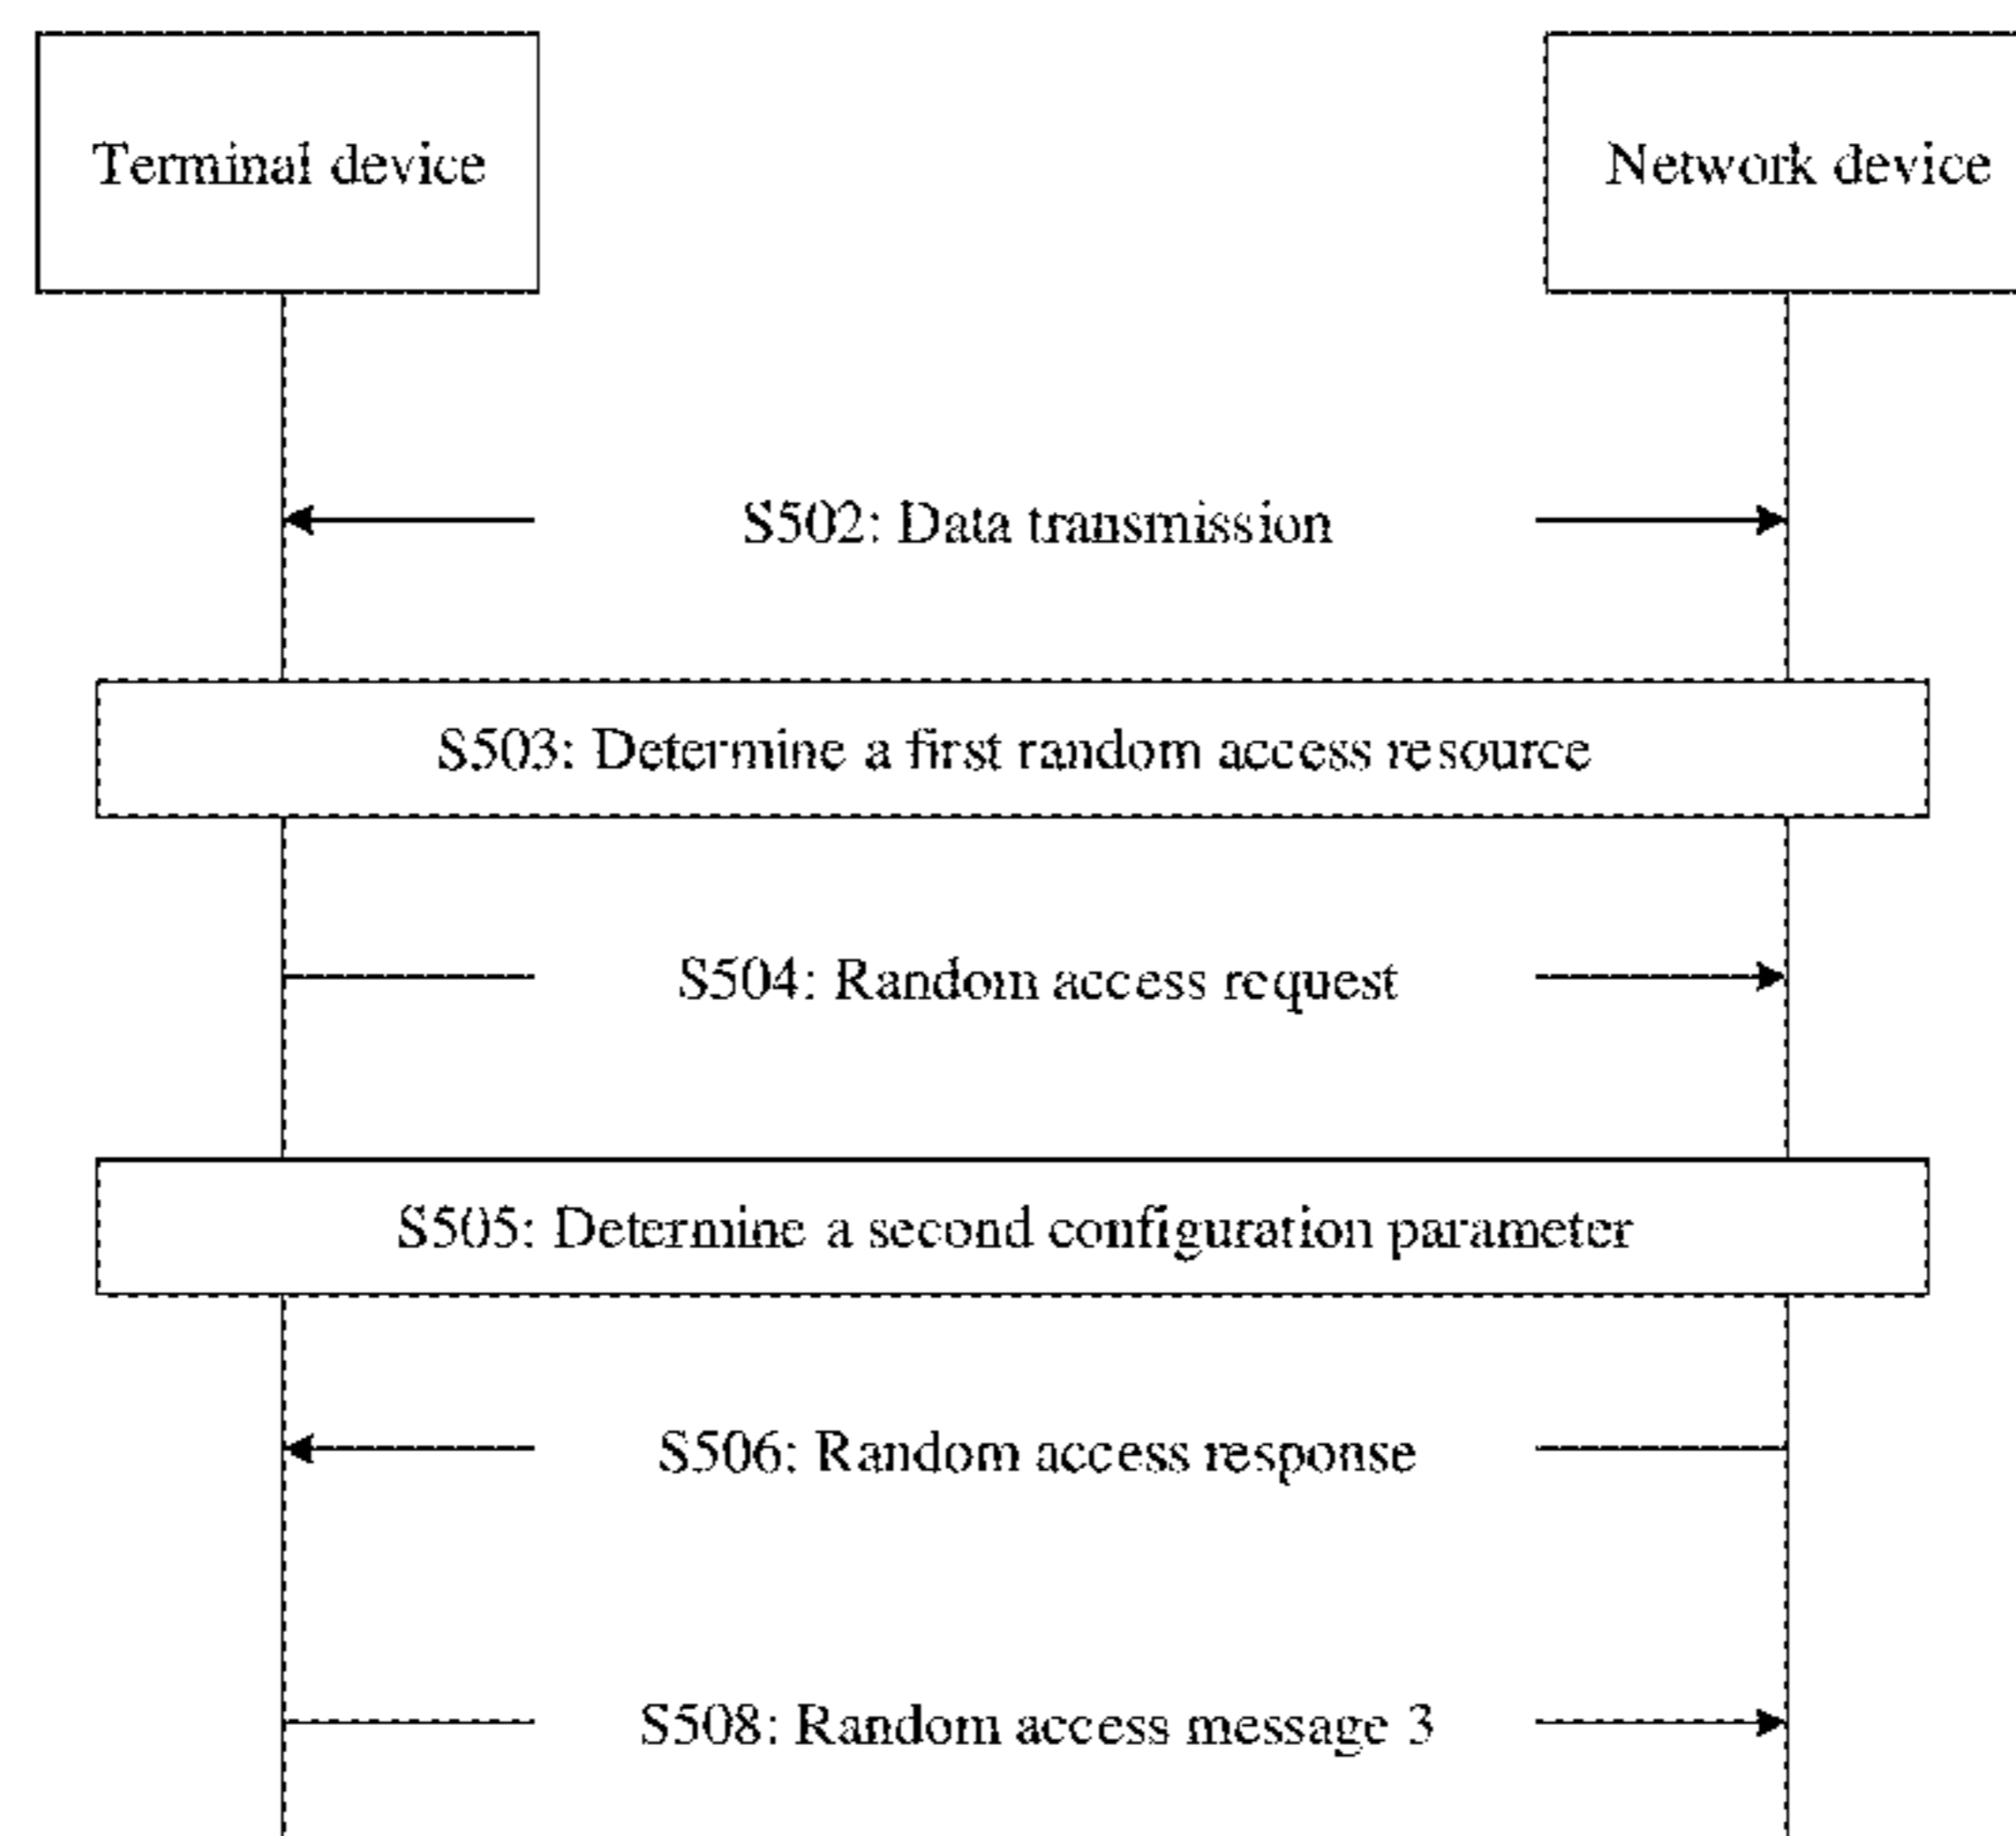 Terminal device
Network device
S502: Data transmission
S503: Determine a first random access resource
S504: Random access request
S505: Determine a second configuration parameter
S506: Random access response
S508: Random access message 3